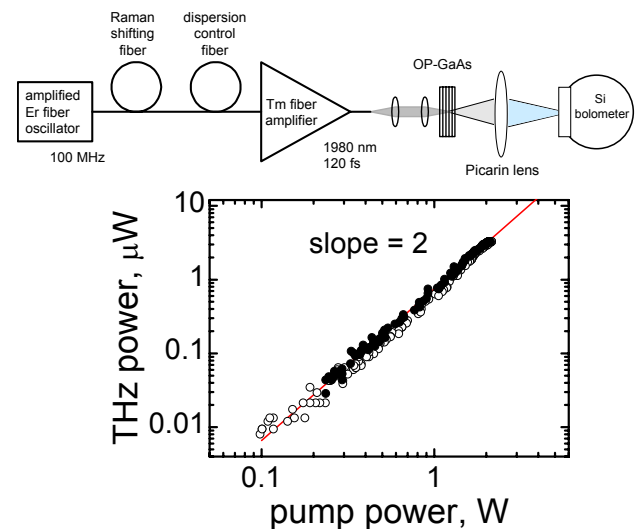 Raman
shifting
fiber
dispersion
control
fiber
OP-GaAs
amplified
Er fiber
oscillator
Tm fiber
amplifier
Si
bolometer
100 MHz
1980 nm
120 fs
Picarin lens
10
1
0.1
0.01
THz power, μW
slope = 2
0.1
1
pump power, W